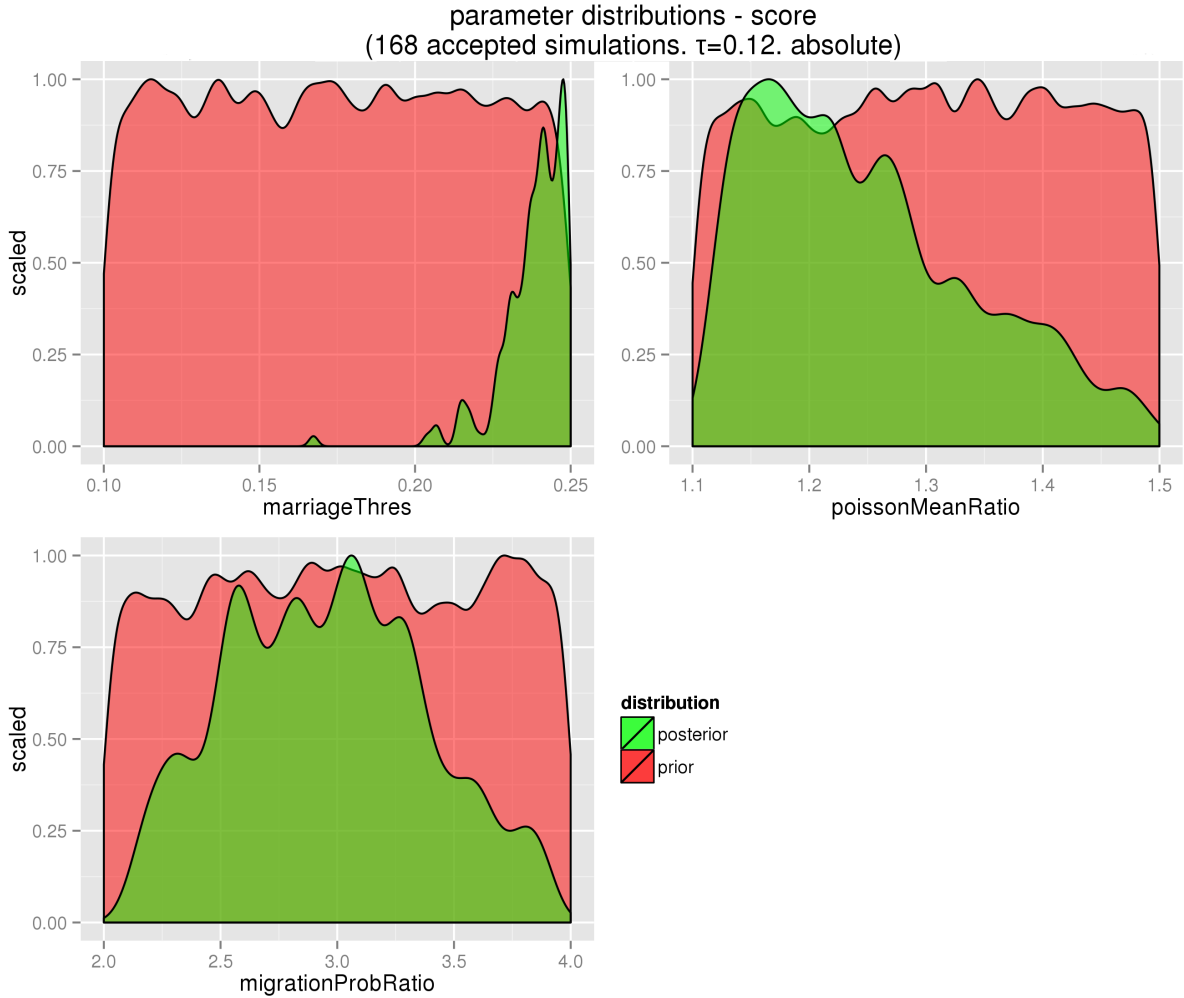 parameter distributions - score
(168 accepted simulations. τ=0.12. absolute)
1.00
0.75
0.50
0.25
0.00
scaled
0.10 0.15 0.20 0.25
marriageThres
1.00
0.75
0.50
0.25
0.00
1.1 1.2 1.3 1.4 1.5
poissonMeanRatio
1.00
0.75
0.50
0.25
0.00
scaled
2.0 2.5 3.0 3.5 4.0
migrationProbRatio
distribution
posterior
prior